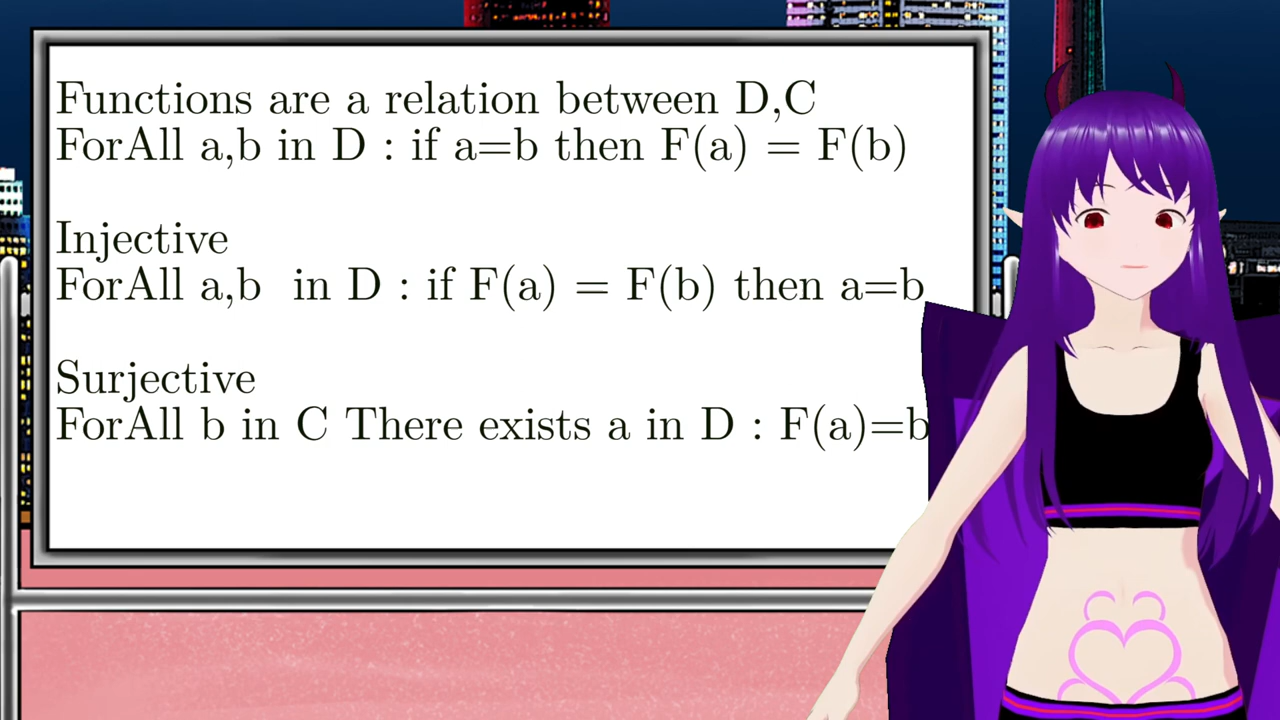 Functions are a relation between D,C
ForAll a,b in D : if a=b then F(a) = F(b)
Injective
ForAll a,b in D : if F(a) = F(b) then a=b
Surjective
ForAll b in C There exists a in D : F(a)=b